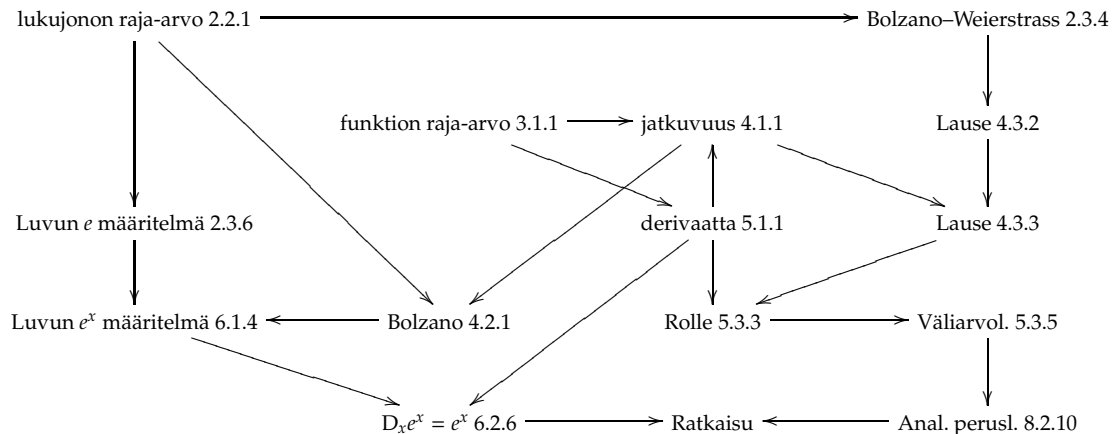 lukujonon raja-arvo 2.2.1
Bolzano–Weierstrass 2.3.4
funktion raja-arvo 3.1.1
jatkuvuus 4.1.1
Lause 4.3.2
Luvun e määritelmä 2.3.6
derivaatta 5.1.1
Lause 4.3.3
Luvun e^x määritelmä 6.1.4
Bolzano 4.2.1
Rolle 5.3.3
Väliarvol. 5.3.5
D_x e^x = e^x 6.2.6
Ratkaisu
Anal. perusl. 8.2.10